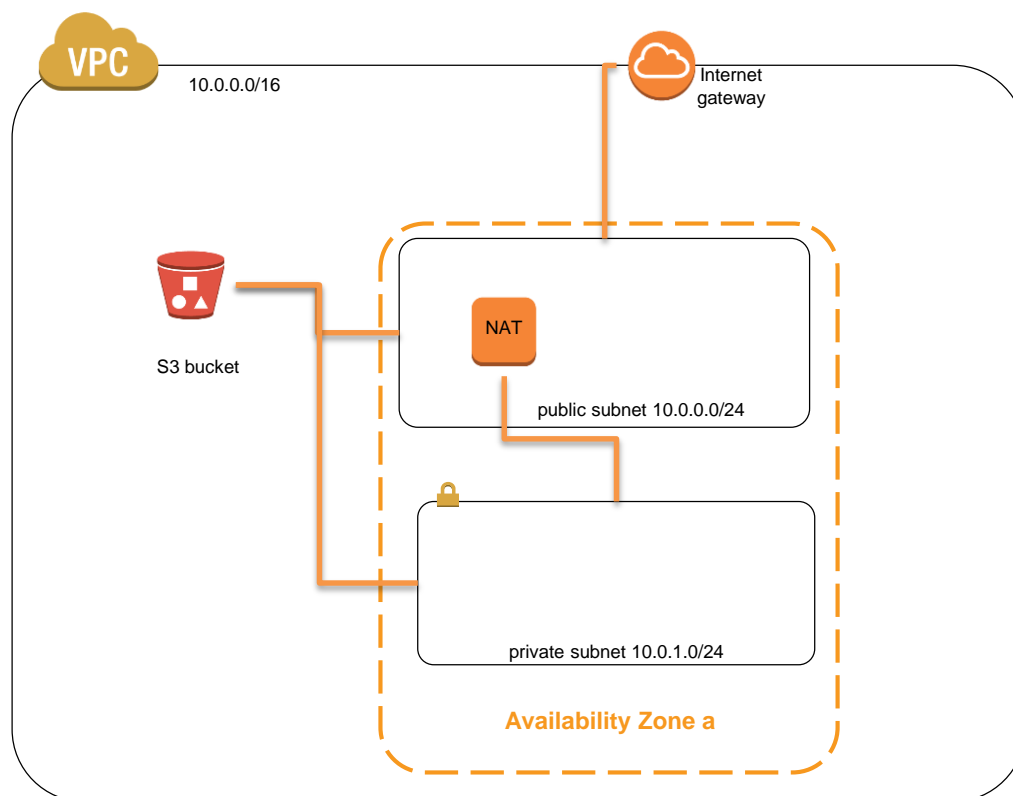 VPC
10.0.0.0/16
Internet
gateway
S3 bucket
NAT
public subnet 10.0.0.0/24
private subnet 10.0.1.0/24
Availability Zone a